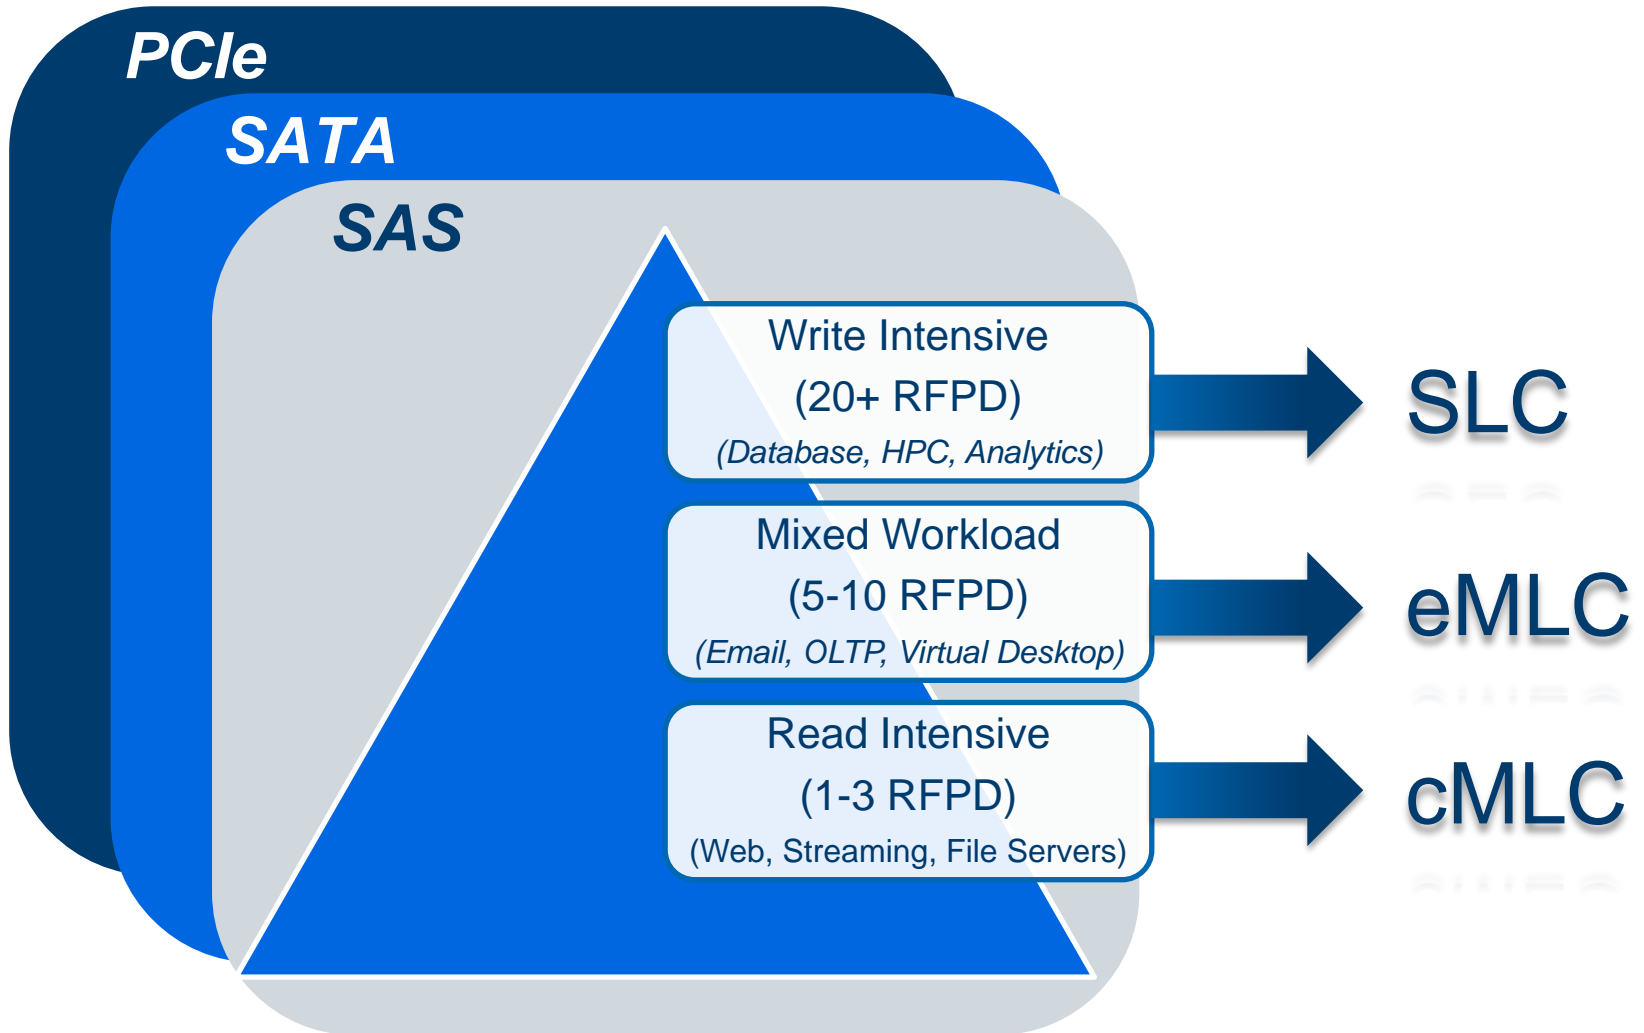 PCIe
SATA
SAS
Write Intensive
(20+ RFPD)
(Database, HPC, Analytics)
SLC
Mixed Workload
(5-10 RFPD)
(Email, OLTP, Virtual Desktop)
eMLC
Read Intensive
(1-3 RFPD)
(Web, Streaming, File Servers)
cMLC